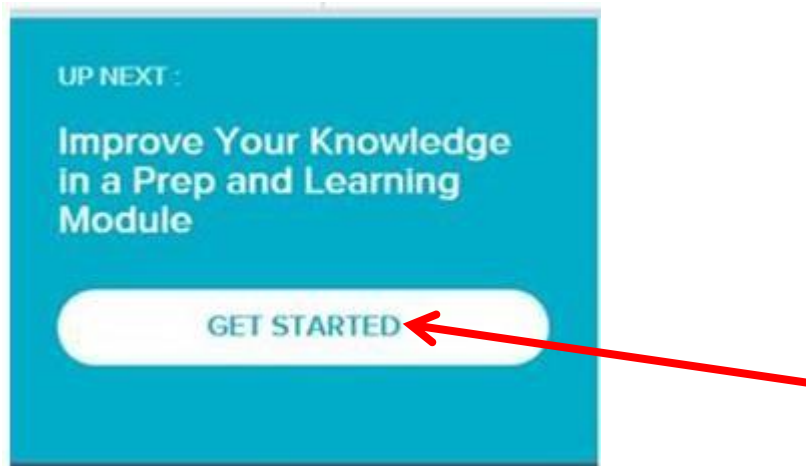 UP NEXT :
Improve Your Knowledge
in a Prep and Learning
Module
GET STARTED